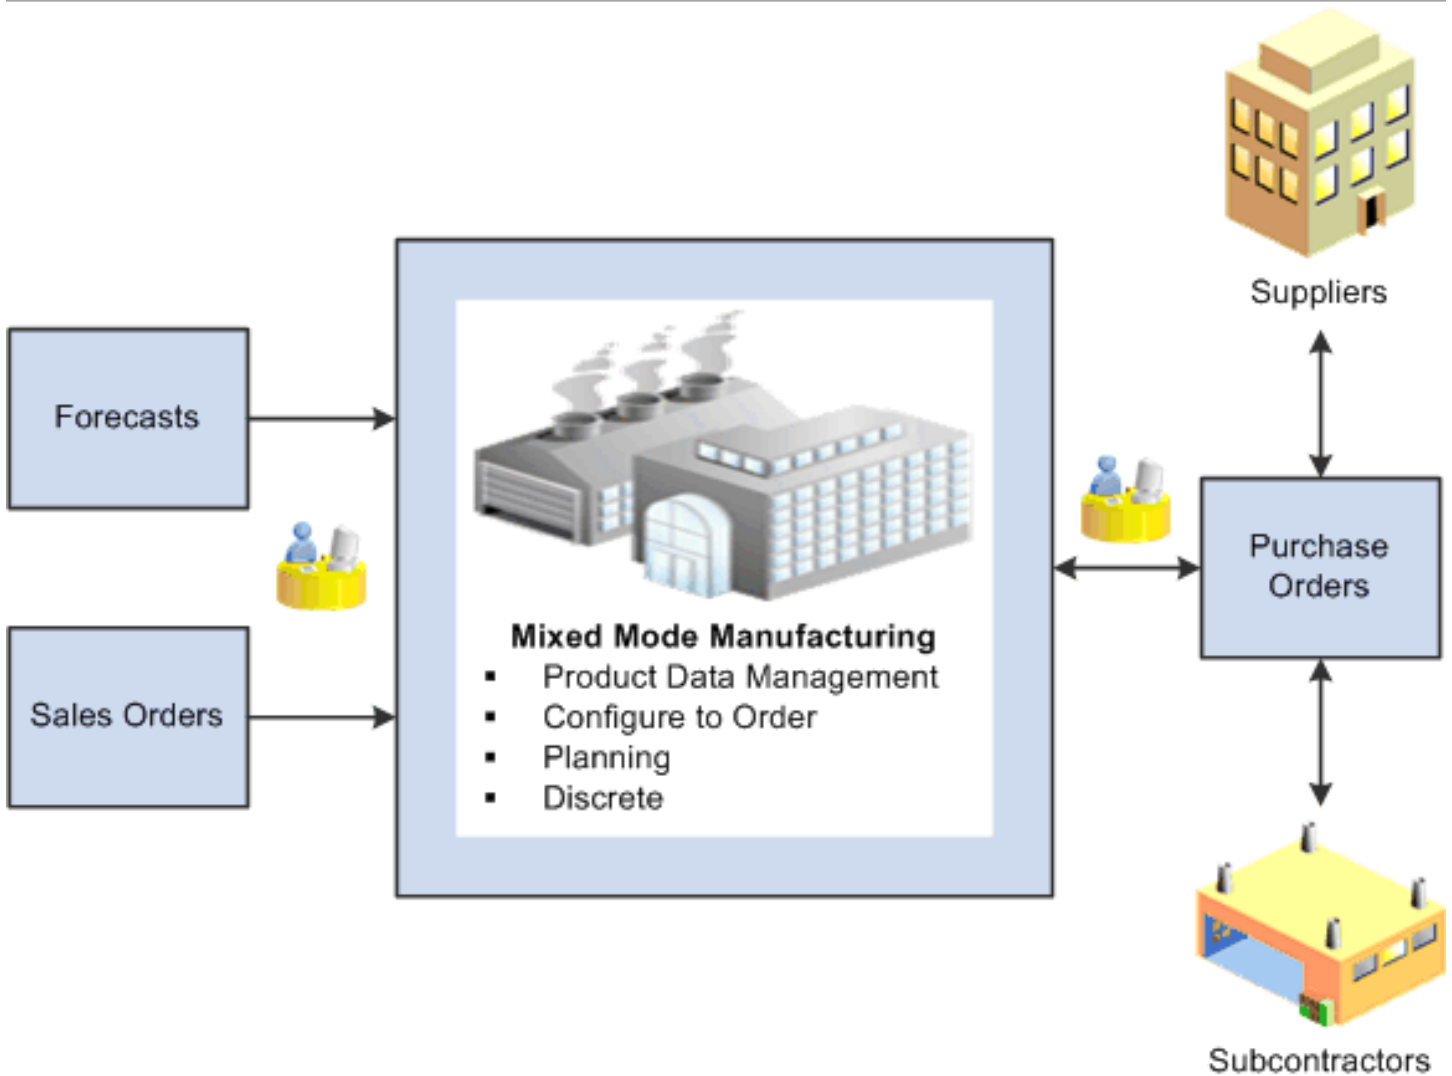 Suppliers
Forecasts
Purchase
Orders
Mixed Mode Manufacturing
▪ Product Data Management
▪ Configure to Order
▪ Planning
▪ Discrete
Sales Orders
Subcontractors